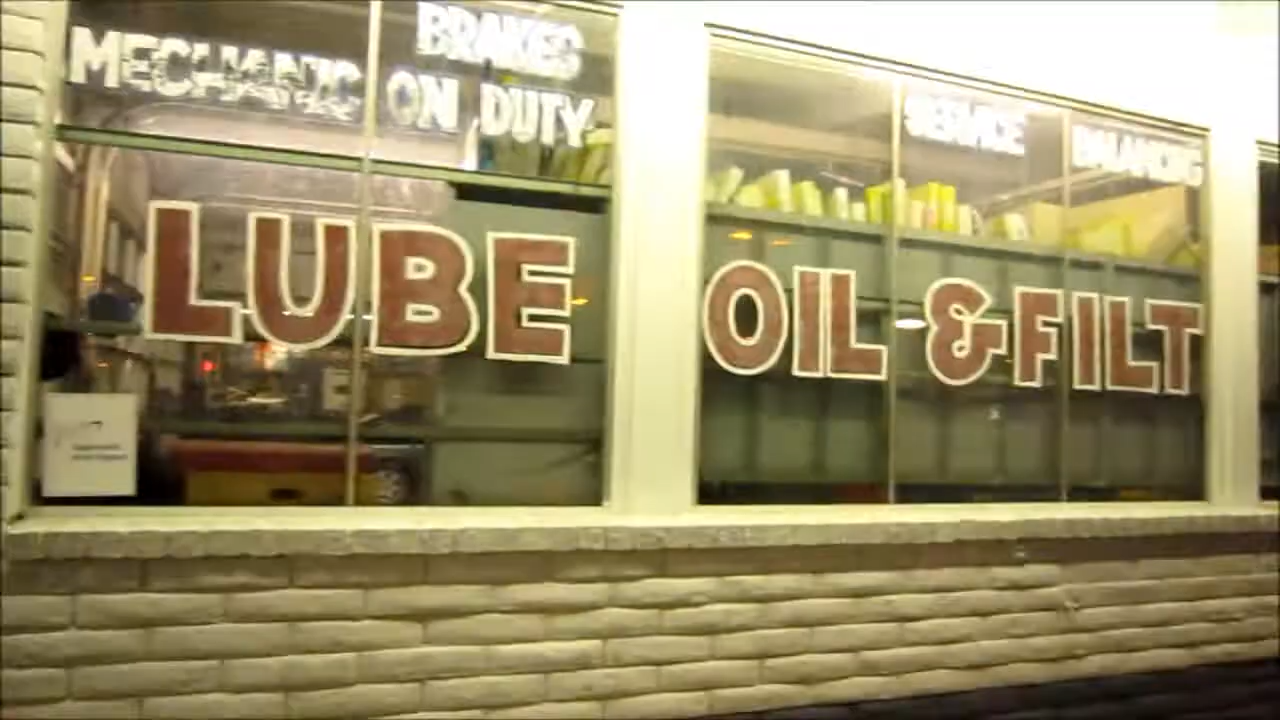 BRAKES
MECHANIC ON DUTY
SERVICE
BALANCING
LUBE OIL & FILT